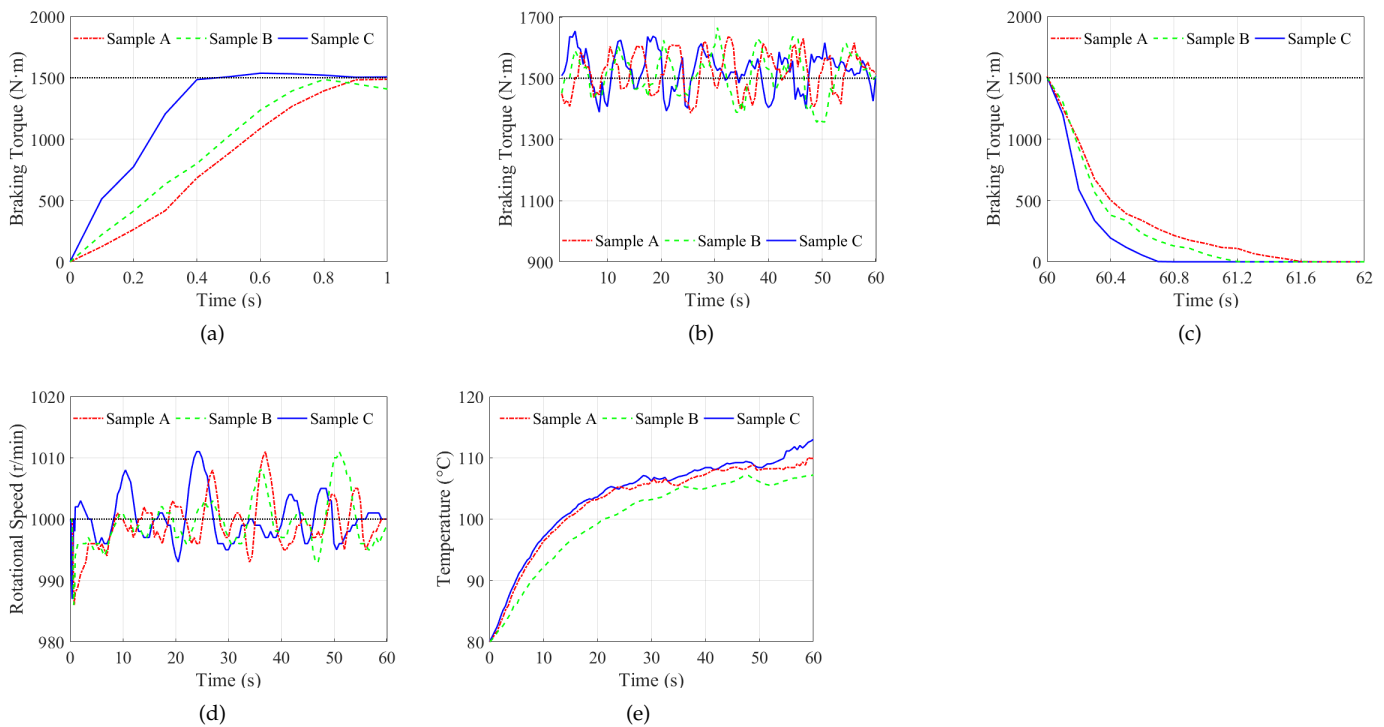 2000
1500
1000
500
0
0 0.2 0.4 0.6 0.8 1
Braking Torque (N·m)
Time (s)
Sample A Sample B Sample C
(a)
1700
1500
1300
1100
900
10 20 30 40 50 60
Braking Torque (N·m)
Time (s)
Sample A Sample B Sample C
(b)
2000
1500
1000
500
0
60 60.4 60.8 61.2 61.6 62
Braking Torque (N·m)
Time (s)
Sample A Sample B Sample C
(c)
1020
1010
1000
990
980
0 10 20 30 40 50 60
Rotational Speed (r/min)
Time (s)
Sample A Sample B Sample C
(d)
120
110
100
90
80
0 10 20 30 40 50 60
Temperature (°C)
Time (s)
Sample A Sample B Sample C
(e)